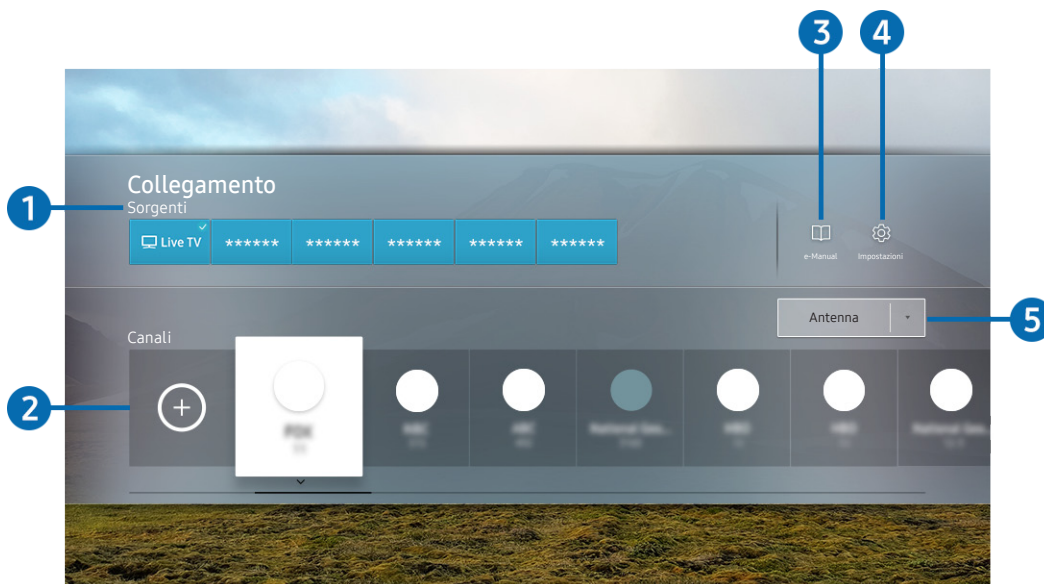 3 4
Collegamento
1 Sorgenti
Live TV ****** ****** ****** ****** ******
e-Manual Impostazioni
Antenna 5
Canali
2